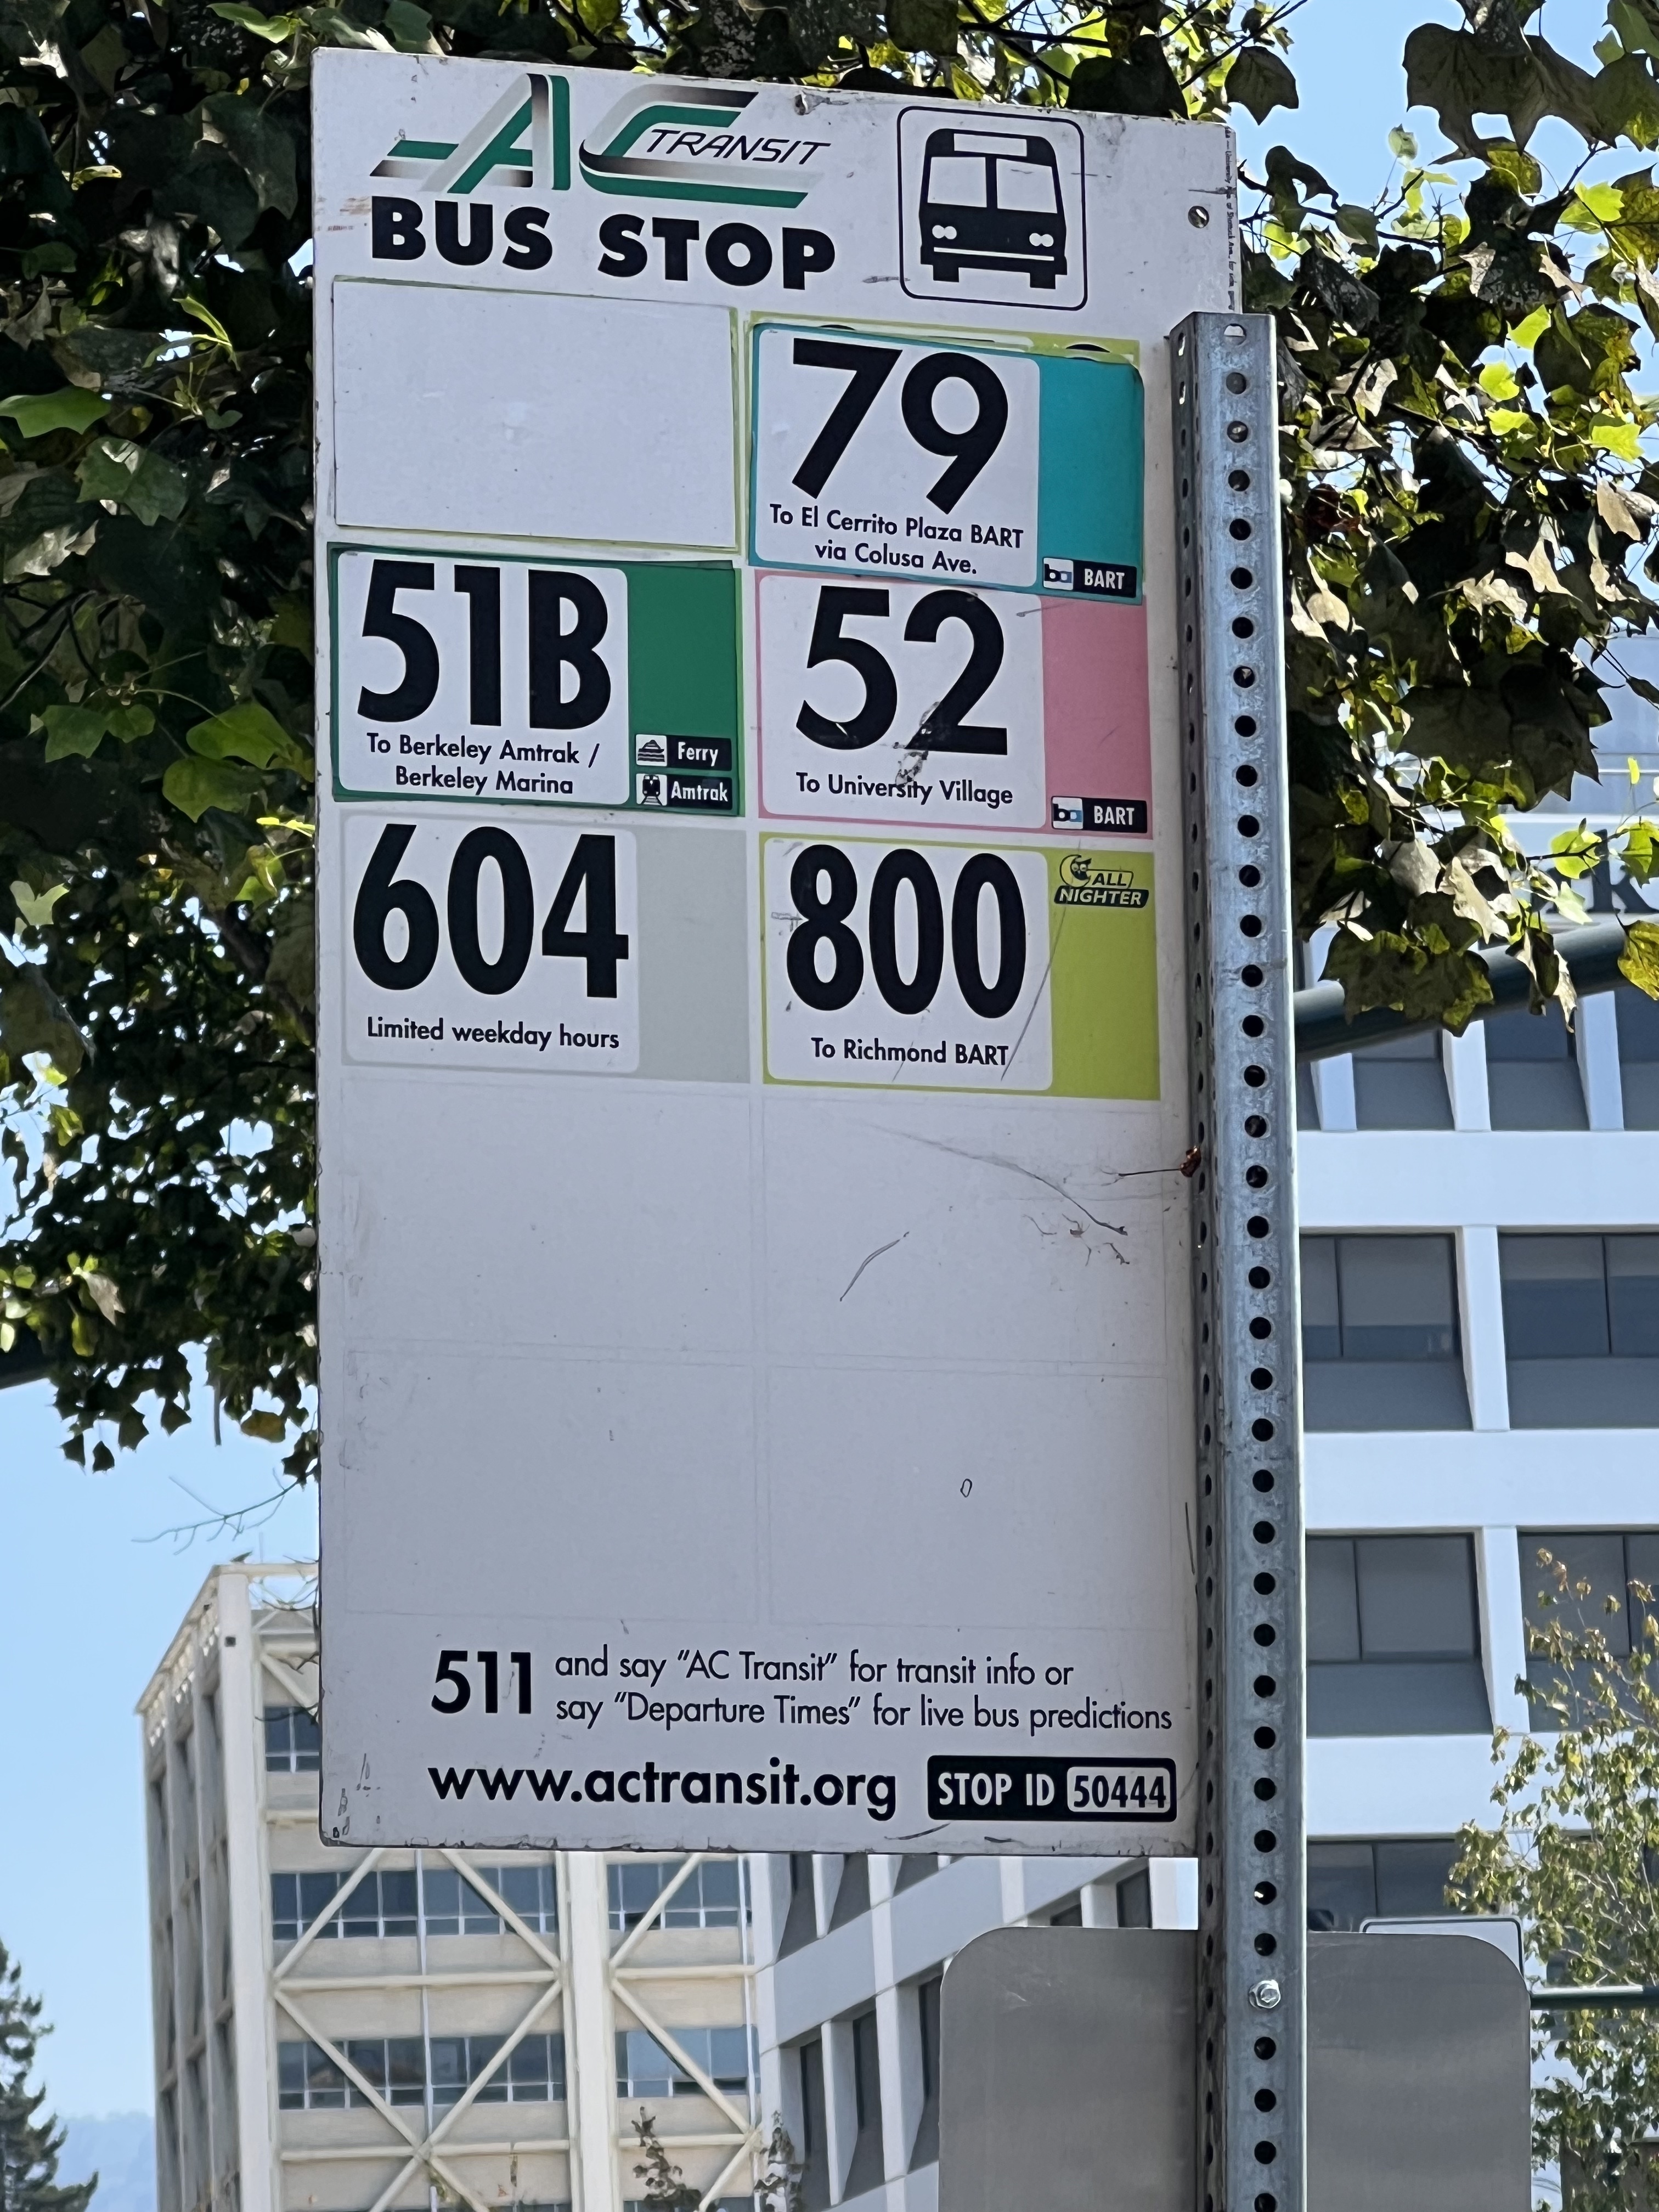 AC TRANSIT
BUS STOP
79
To El Cerrito Plaza BART
via Colusa Ave.
ba BART
51B
To Berkeley Amtrak /
Berkeley Marina
Ferry
Amtrak
52
To University Village
ba BART
604
Limited weekday hours
800
To Richmond BART
ALL
NIGHTER
511 and say “AC Transit” for transit info or
say “Departure Times” for live bus predictions
www.actransit.org STOP ID 50444